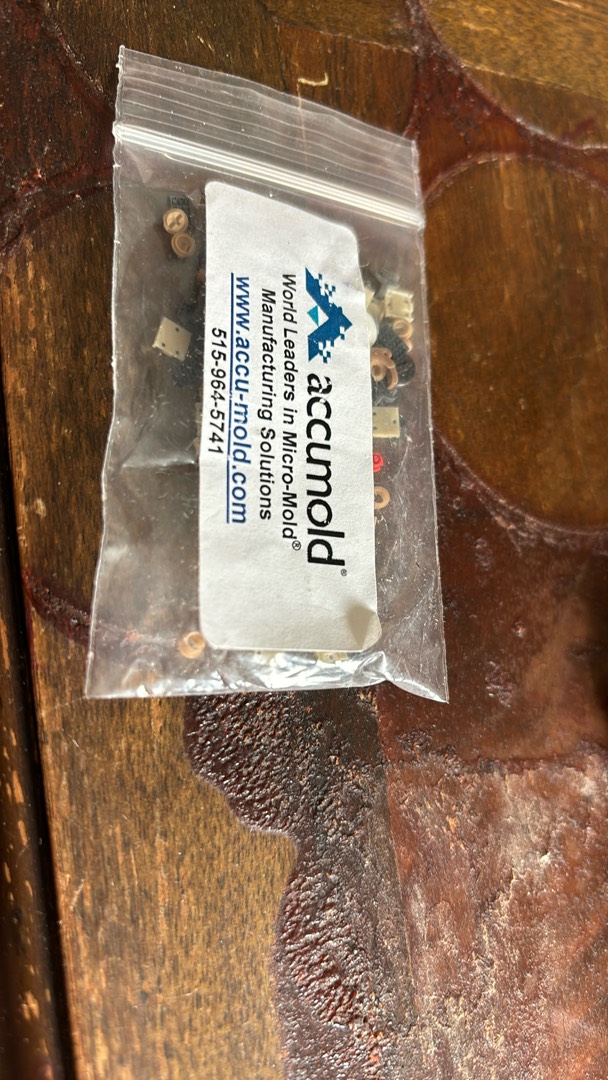 accumold®
World Leaders in Micro-Mold®
Manufacturing Solutions
www.accu-mold.com
515-964-5741